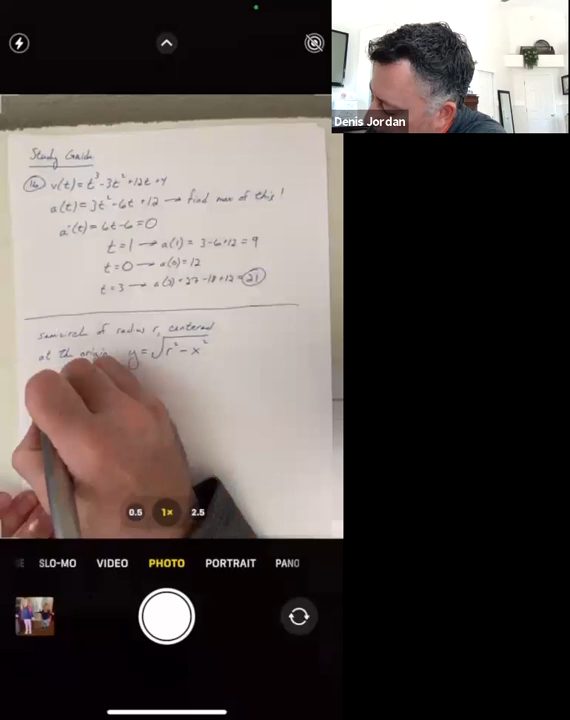 Denis Jordan
Study Guide
16 v(t) = t³ - 3t² + 12t + 4
a(t) = 3t² - 6t + 12 → find max of this!
a'(t) = 6t - 6 = 0
t = 1 → a(1) = 3 - 6 + 12 = 9
t = 0 → a(0) = 12
t = 3 → a(3) = 27 - 18 + 12 = 21
semicircle of radius r, centered
at the origin y = √r² - x²
0.5 1× 2.5
SLO-MO VIDEO PHOTO PORTRAIT PANO